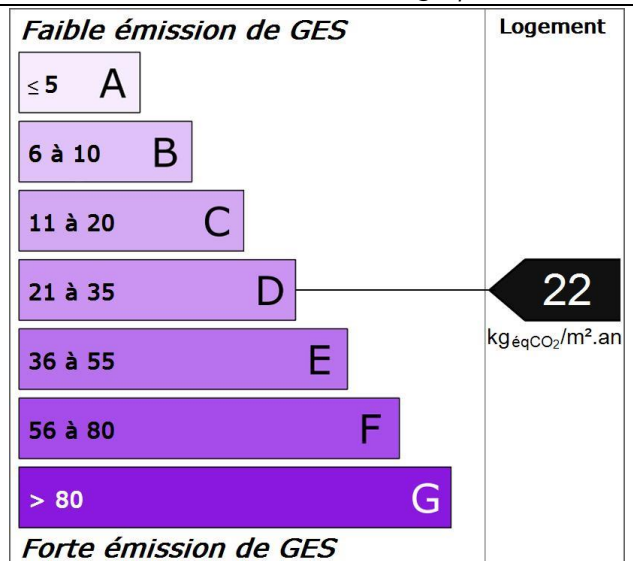 Faible émission de GES
Logement
≤ 5 A
6 à 10 B
11 à 20 C
21 à 35 D
22
kgéqCO₂/m².an
36 à 55 E
56 à 80 F
> 80 G
Forte émission de GES